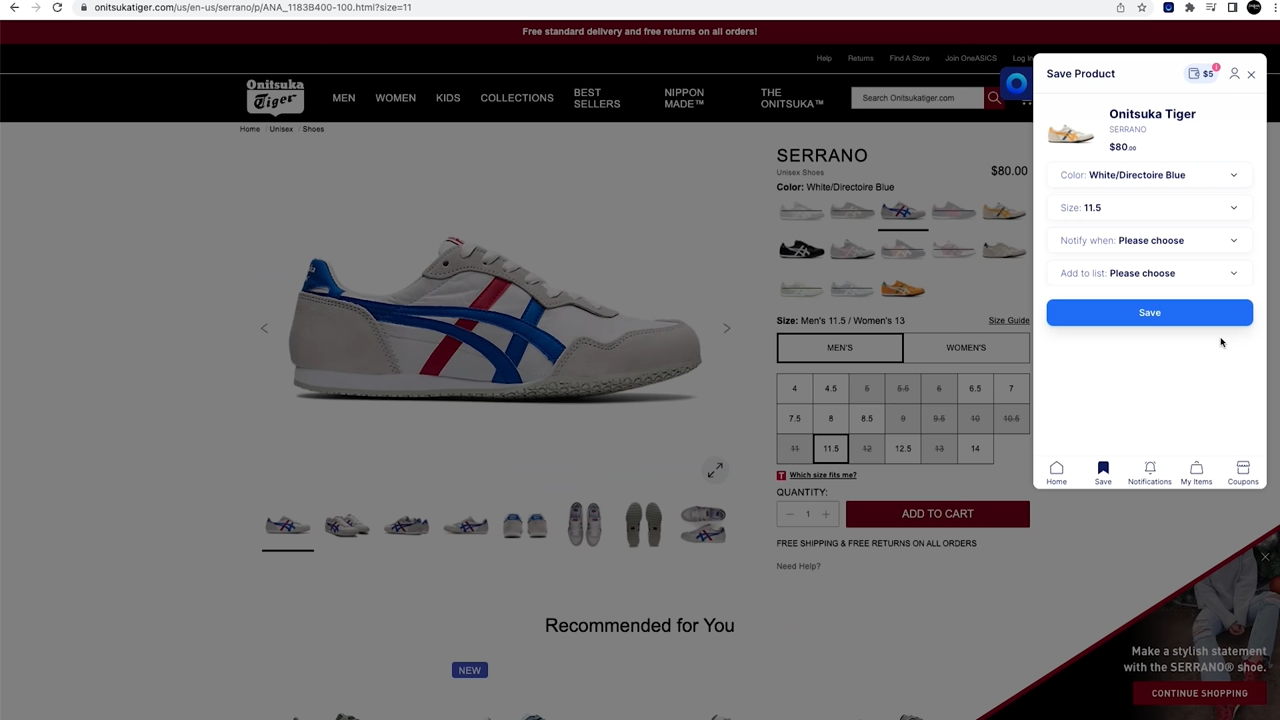 onitsukatiger.com/us/en-us/serrano/p/ANA_1183B400-100.html?size=11
Free standard delivery and free returns on all orders!
Help Returns Find A Store Join OneASICS Log In
Onitsuka
Tiger
MEN WOMEN KIDS COLLECTIONS BEST SELLERS NIPPON MADE™ THE ONITSUKA™
Search Onitsukatiger.com
Home \ Unisex \ Shoes
SERRANO
Unisex Shoes
$80.00
Color: White/Directoire Blue
Size: Men's 11.5 / Women's 13
Size Guide
MEN'S WOMEN'S
4 4.5 5 5.5 6 6.5 7
7.5 8 8.5 9 9.5 10 10.5
11 11.5 12 12.5 13 14
T Which size fits me?
QUANTITY:
1
ADD TO CART
FREE SHIPPING & FREE RETURNS ON ALL ORDERS
Need Help?
Recommended for You
NEW
Save Product
$5
Onitsuka Tiger
SERRANO
$80.00
Color: White/Directoire Blue
Size: 11.5
Notify when: Please choose
Add to list: Please choose
Save
Home Save Notifications My Items Coupons
Make a stylish statement
with the SERRANO® shoe.
CONTINUE SHOPPING